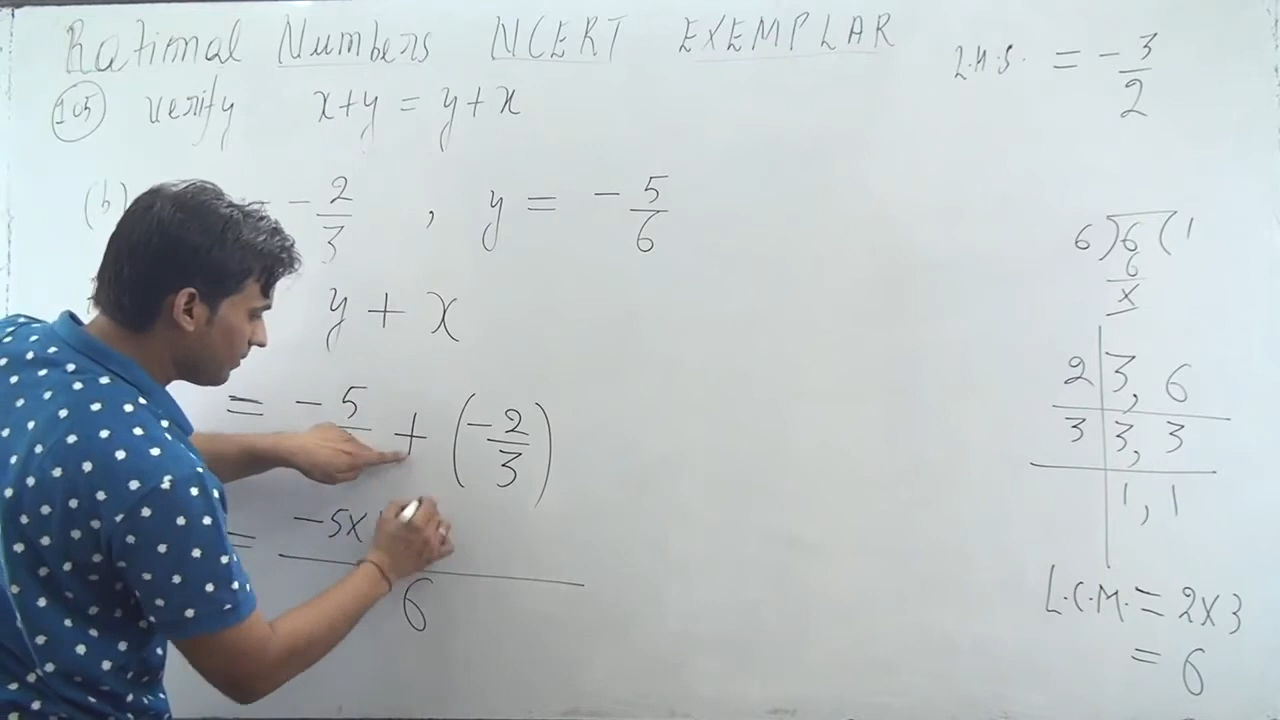 Rational Numbers NCERT EXEMPLAR
105 verify x+y = y+x
(b) - 2/3 , y = - 5/6
y + x
= - 5 + (- 2/3)
= -5x
6
L.H.S. = - 3/2
6)6(1
6
x
2 3, 6
3 3, 3
1, 1
L.C.M. = 2x3
= 6